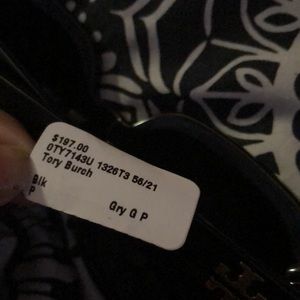 $197.00
0TY7143U 1326T3 56/21
Tory Burch
Blk
P Gry G P